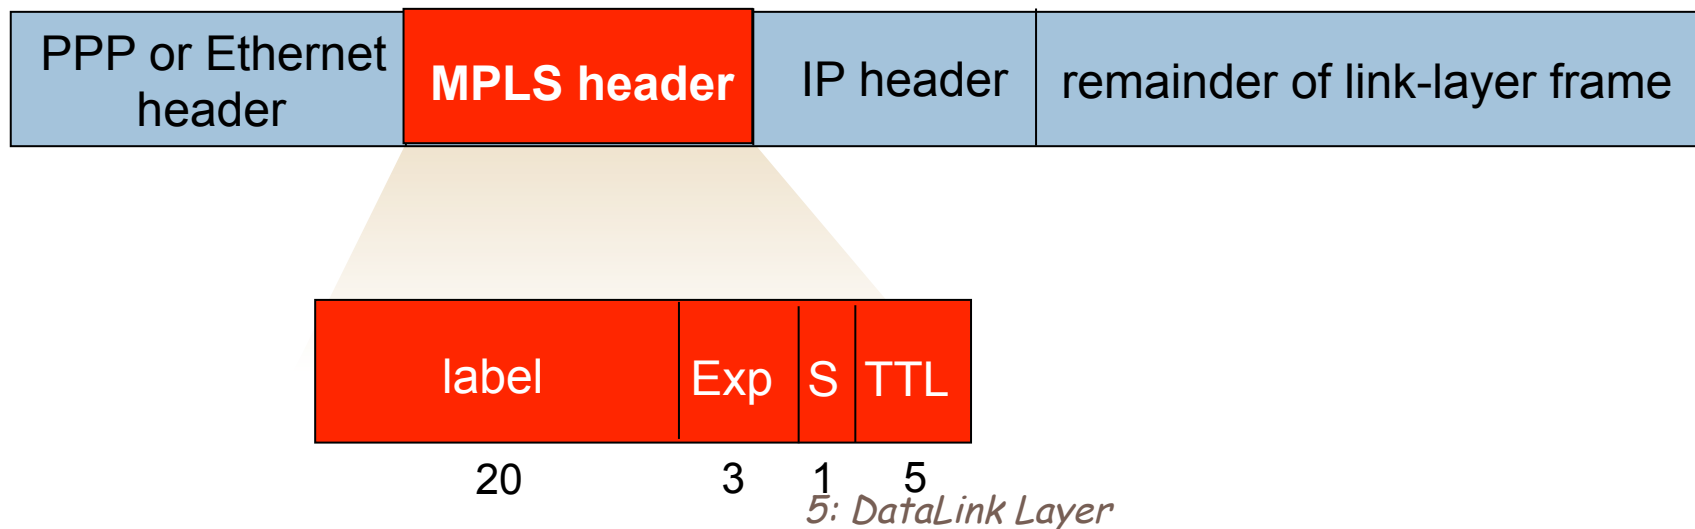 PPP or Ethernet
header
MPLS header
IP header
remainder of link-layer frame
label
Exp
S
TTL
20
3
1
5
5: DataLink Layer